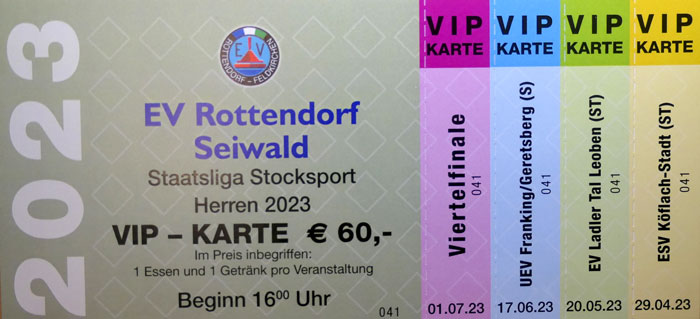 2023
EV
ROTTENDORF - FELDKIRCHEN
EV Rottendorf
Seiwald
Staatsliga Stocksport
Herren 2023
VIP – KARTE € 60,-
Im Preis inbegriffen:
1 Essen und 1 Getränk pro Veranstaltung
Beginn 16⁰⁰ Uhr
041
VIP
KARTE
Viertelfinale
041
01.07.23
VIP
KARTE
UEV Franking/Geretsberg (S)
041
17.06.23
VIP
KARTE
EV Ladler Tal Leoben (ST)
041
20.05.23
VIP
KARTE
ESV Köflach-Stadt (ST)
041
29.04.23